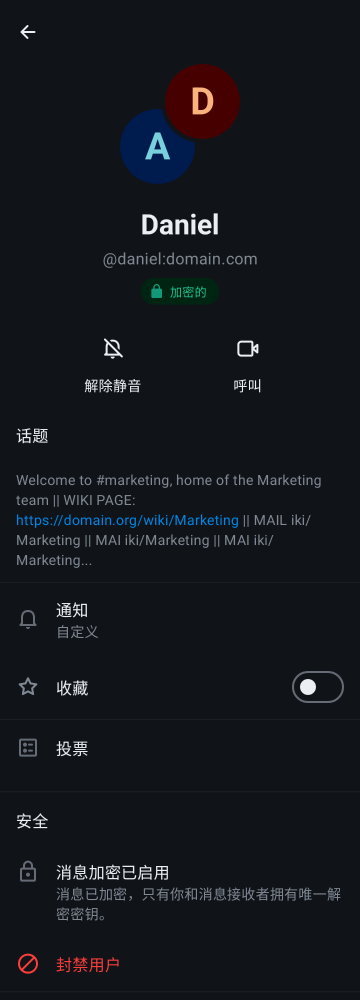 D
A
Daniel
@daniel:domain.com
加密的
解除静音
呼叫
话题
Welcome to #marketing, home of the Marketing
team || WIKI PAGE:
https://domain.org/wiki/Marketing || MAIL iki/
Marketing || MAI iki/Marketing || MAI iki/
Marketing...
通知
自定义
收藏
投票
安全
消息加密已启用
消息已加密，只有你和消息接收者拥有唯一解
密密钥。
封禁用户